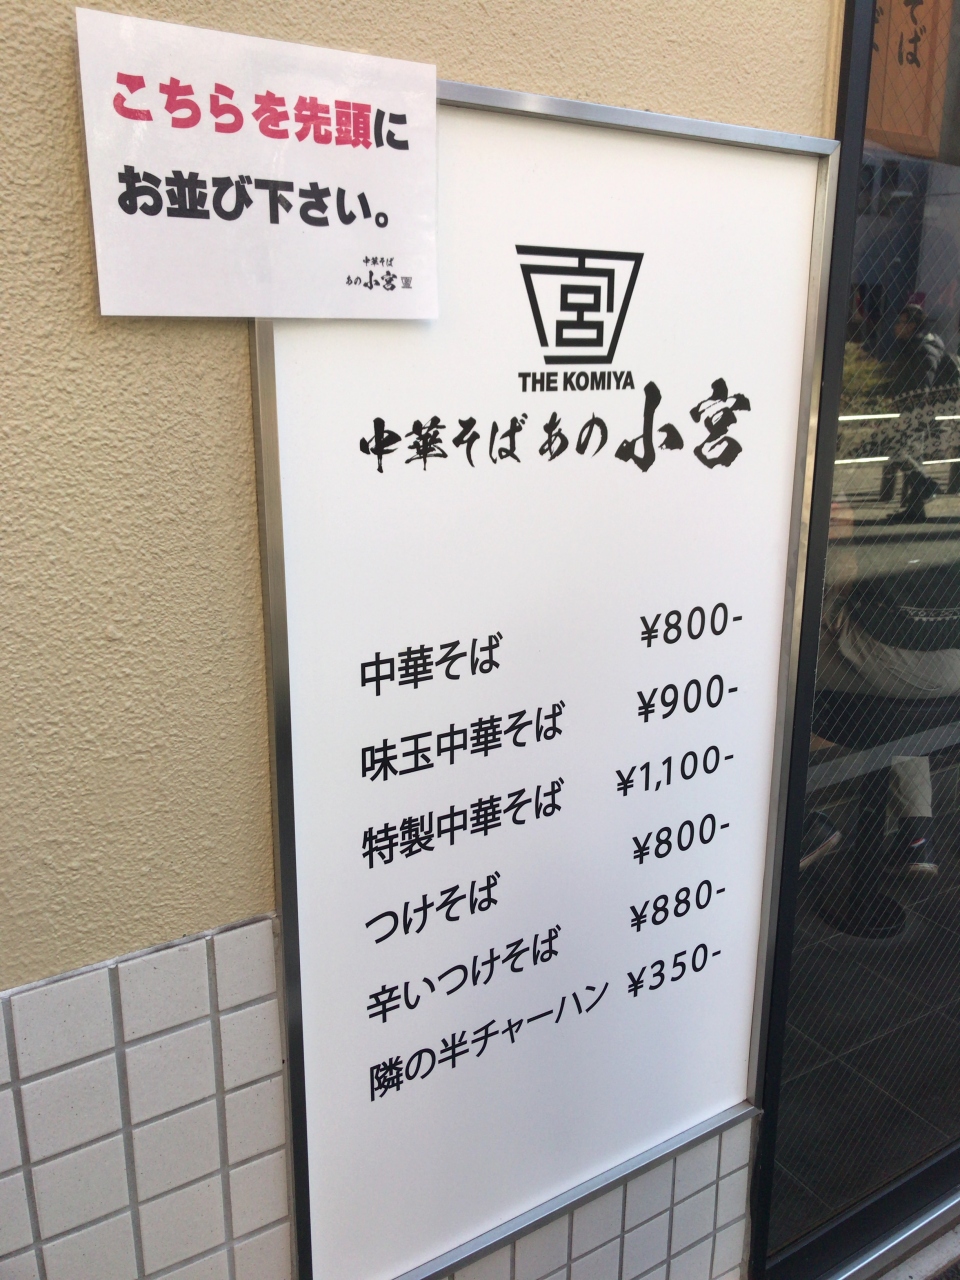 こちらを先頭に
お並び下さい。
中華そば
あの小宮
宮
THE KOMIYA
中華そば あの小宮
中華そば ¥800-
味玉中華そば ¥900-
特製中華そば ¥1,100-
つけそば ¥800-
辛いつけそば ¥880-
隣の半チャーハン ¥350-
そば